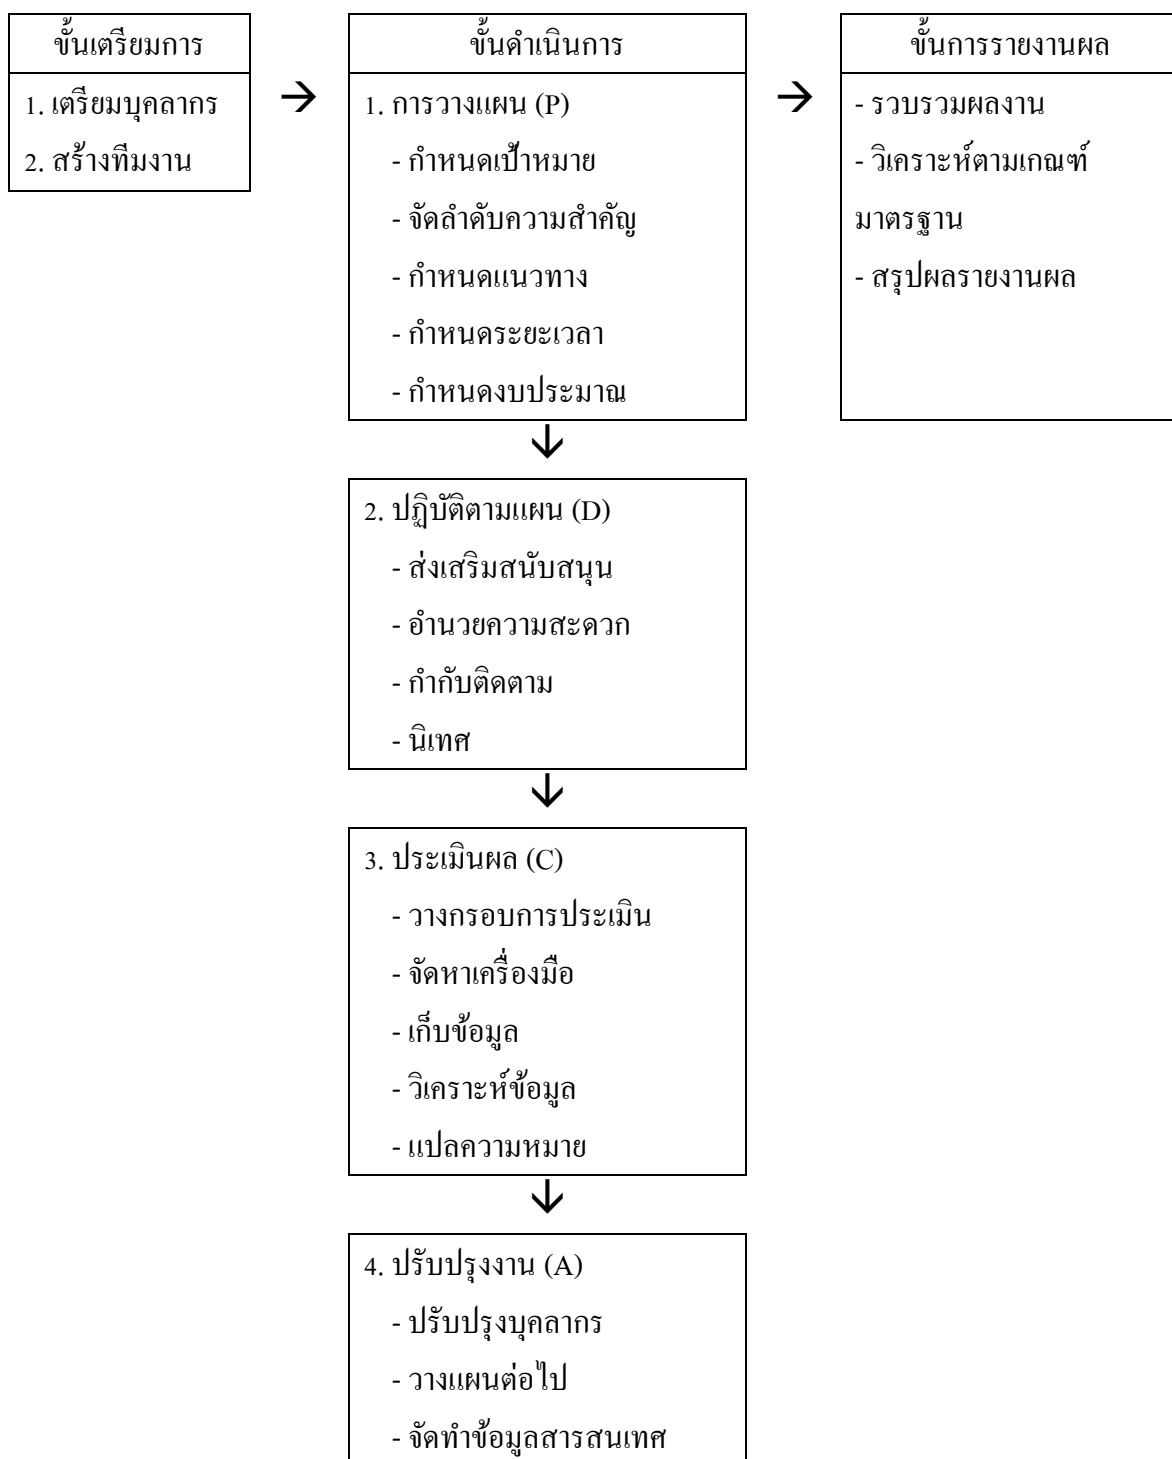 ขั้นเตรียมการ
1. เตรียมบุคลากร
2. สร้างทีมงาน
→
ขั้นดำเนินการ
1. การวางแผน (P)
- กำหนดเป้าหมาย
- จัดลำดับความสำคัญ
- กำหนดแนวทาง
- กำหนดระยะเวลา
- กำหนดงบประมาณ
↓
2. ปฏิบัติตามแผน (D)
- ส่งเสริมสนับสนุน
- อำนวยความสะดวก
- กำกับติดตาม
- นิเทศ
↓
3. ประเมินผล (C)
- วางกรอบการประเมิน
- จัดหาเครื่องมือ
- เก็บข้อมูล
- วิเคราะห์ข้อมูล
- แปลความหมาย
↓
4. ปรับปรุงงาน (A)
- ปรับปรุงบุคลากร
- วางแผนต่อไป
- จัดทำข้อมูลสารสนเทศ
→
ขั้นการรายงานผล
- รวบรวมผลงาน
- วิเคราะห์ตามเกณฑ์
มาตรฐาน
- สรุปผลรายงานผล